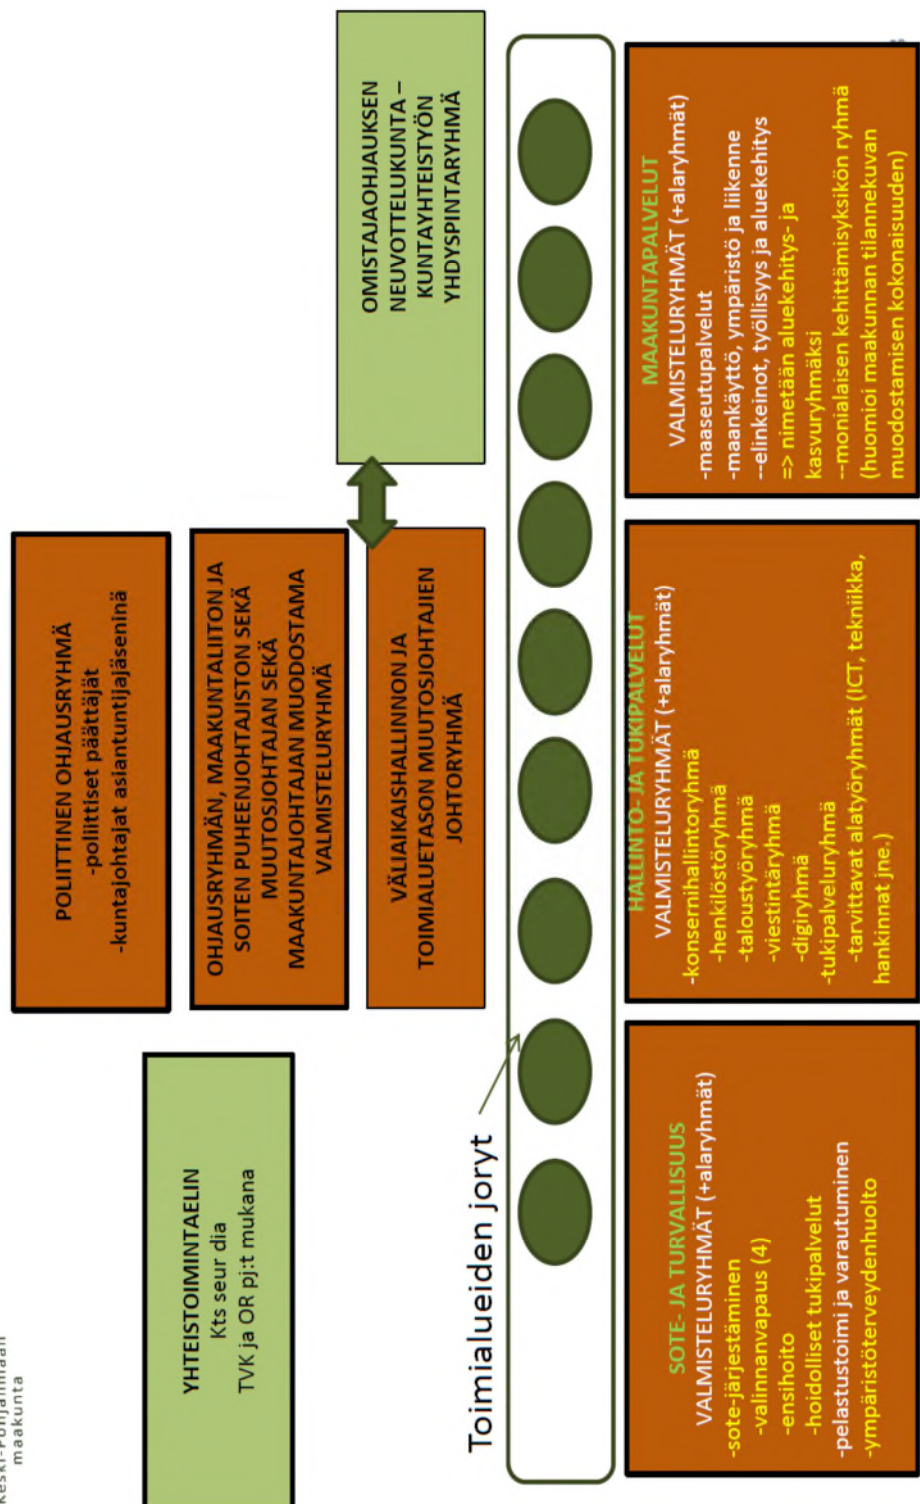 Keski-Pohjanmaan
maakunta
POLIITTINEN OHJAUSRYHMÄ
-poliittiset päättäjät
-kuntajohtajat asiantuntijajäseninä
YHTEISTOIMINTAELIN
Kts seur dia
TVK ja OR pj:t mukana
OHJAUSRYHMÄN, MAAKUNTALIITON JA
SOITEN PUHEENJOHTAJISTON SEKÄ
MUUTOSJOHTAJAN SEKÄ
MAAKUNTAJOHTAJAN MUODOSTAMA
VALMISTELURYHMÄ
VÄLIAIKAISHALLINNON JA
TOIMIALUETASON MUUTOSJOHTAJIEN
JOHTORYHMÄ
OMISTAJAOHJAUKSEN
NEUVOTTELUKUNTA –
KUNTAYHTEISTYÖN
YHDYSPINTARYHMÄ
Toimialueiden joryt
SOTE- JA TURVALLISUUS
VALMISTELURYHMÄT (+alaryhmät)
-sote-järjestäminen
-valinnanvapaus (4)
-ensihoito
-hoidolliset tukipalvelut
-pelastustoimi ja varautuminen
-ympäristöterveydenhuolto
HALLINTO- JA TUKIPALVELUT
VALMISTELURYHMÄT (+alaryhmät)
-konsernihallintoryhmä
-henkilöstöryhmä
-taloustyöryhmä
-viestintäryhmä
-digiryhmä
-tukipalveluryhmä
-tarvittavat alatyöryhmät (ICT, tekniikka,
hankinnat jne.)
MAAKUNTAPALVELUT
VALMISTELURYHMÄT (+alaryhmät)
-maaseutupalvelut
-maankäyttö, ympäristö ja liikenne
--elinkeinot, työllisyys ja aluekehitys
=> nimetään aluekehitys- ja
kasvuryhmäksi
--monialaisen kehittämisyksikön ryhmä
(huomioi maakunnan tilannekuvan
muodostamisen kokonaisuuden)